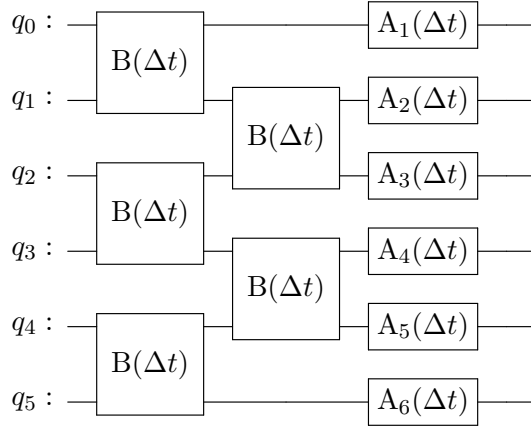 q₀ : A₁(Δt)
B(Δt)
q₁ : A₂(Δt)
B(Δt)
q₂ : A₃(Δt)
B(Δt)
q₃ : A₄(Δt)
B(Δt)
q₄ : A₅(Δt)
B(Δt)
q₅ : A₆(Δt)